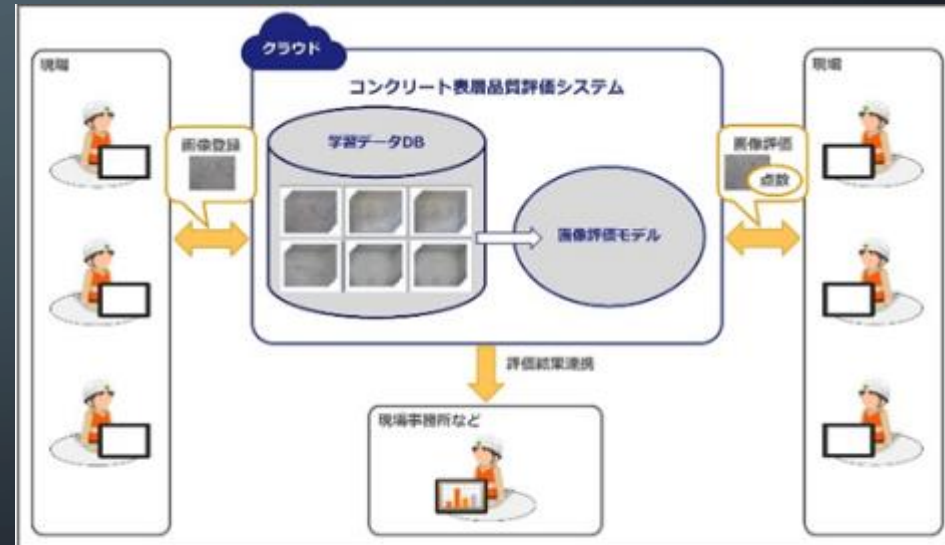 クラウド
現場
現場
コンクリート表層品質評価システム
学習データDB
画像登録
画像評価
点数
画像評価モデル
評価結果連携
現場事務所など